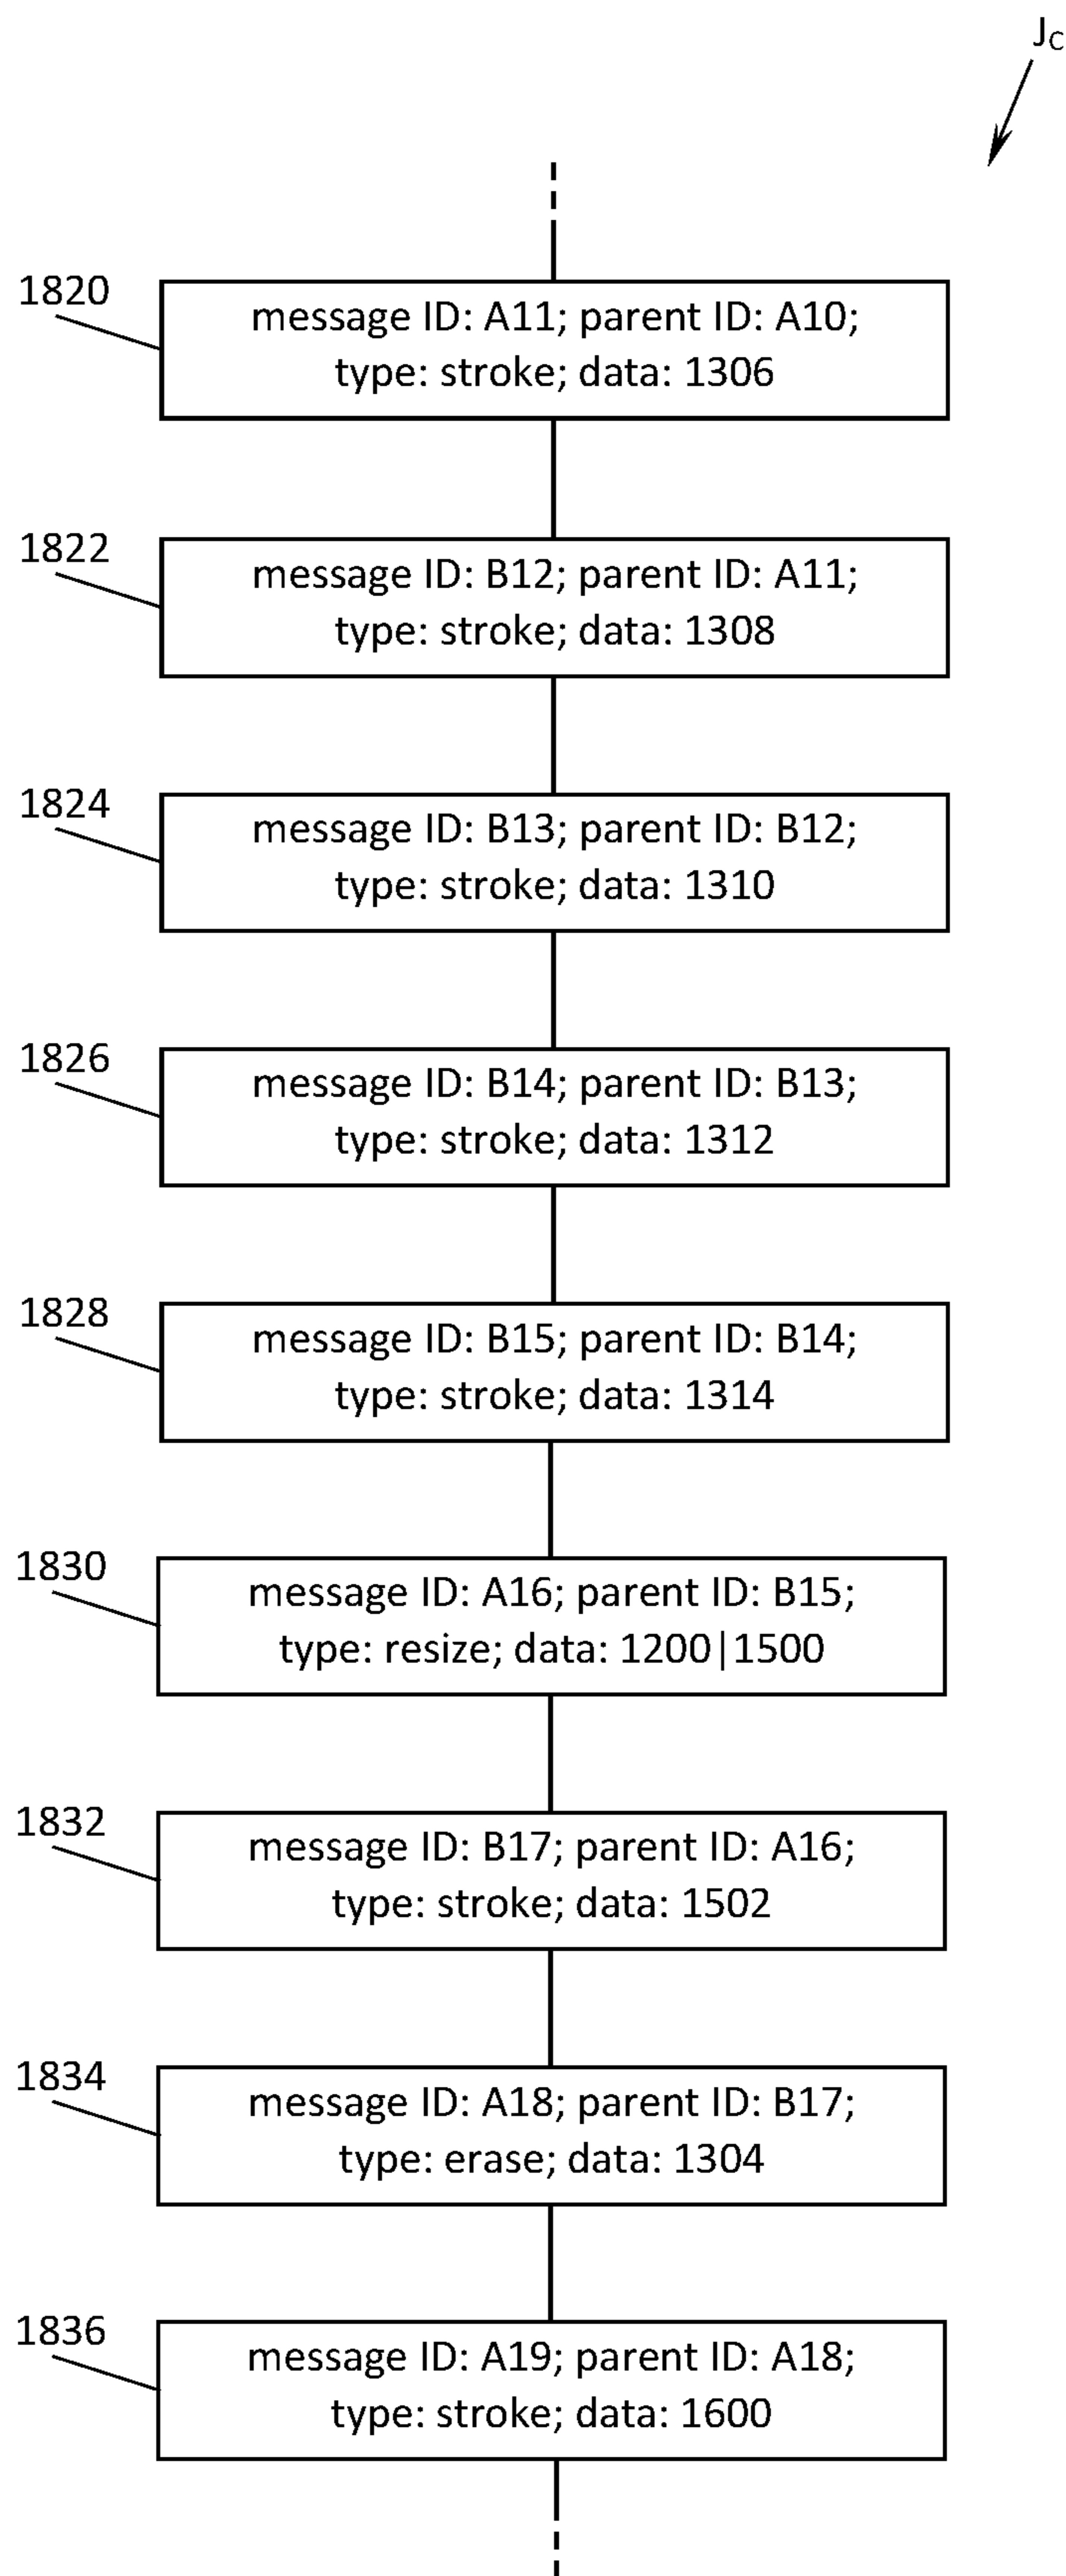 J_C
1820
message ID: A11; parent ID: A10;
type: stroke; data: 1306
1822
message ID: B12; parent ID: A11;
type: stroke; data: 1308
1824
message ID: B13; parent ID: B12;
type: stroke; data: 1310
1826
message ID: B14; parent ID: B13;
type: stroke; data: 1312
1828
message ID: B15; parent ID: B14;
type: stroke; data: 1314
1830
message ID: A16; parent ID: B15;
type: resize; data: 1200|1500
1832
message ID: B17; parent ID: A16;
type: stroke; data: 1502
1834
message ID: A18; parent ID: B17;
type: erase; data: 1304
1836
message ID: A19; parent ID: A18;
type: stroke; data: 1600